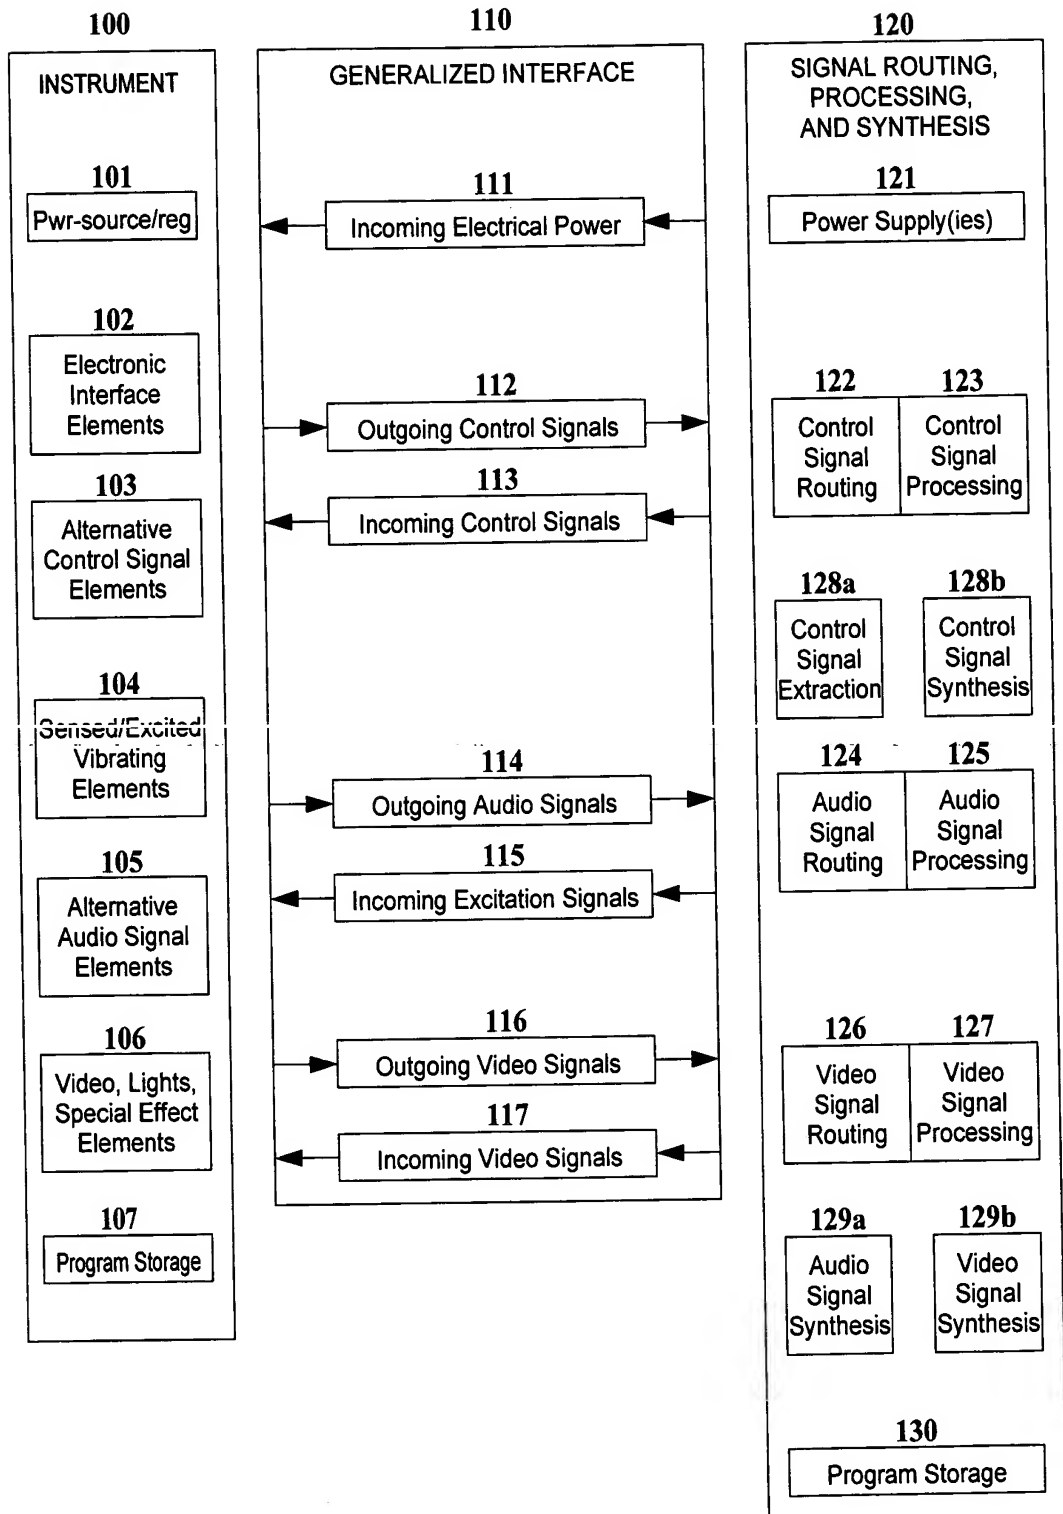 100
INSTRUMENT
101
Pwr-source/reg
102
Electronic
Interface
Elements
103
Alternative
Control Signal
Elements
104
Sensed/Excited
Vibrating
Elements
105
Alternative
Audio Signal
Elements
106
Video, Lights,
Special Effect
Elements
107
Program Storage
110
GENERALIZED INTERFACE
111
Incoming Electrical Power
112
Outgoing Control Signals
113
Incoming Control Signals
114
Outgoing Audio Signals
115
Incoming Excitation Signals
116
Outgoing Video Signals
117
Incoming Video Signals
120
SIGNAL ROUTING,
PROCESSING,
AND SYNTHESIS
121
Power Supply(ies)
122
Control
Signal
Routing
123
Control
Signal
Processing
128a
Control
Signal
Extraction
128b
Control
Signal
Synthesis
124
Audio
Signal
Routing
125
Audio
Signal
Processing
126
Video
Signal
Routing
127
Video
Signal
Processing
129a
Audio
Signal
Synthesis
129b
Video
Signal
Synthesis
130
Program Storage